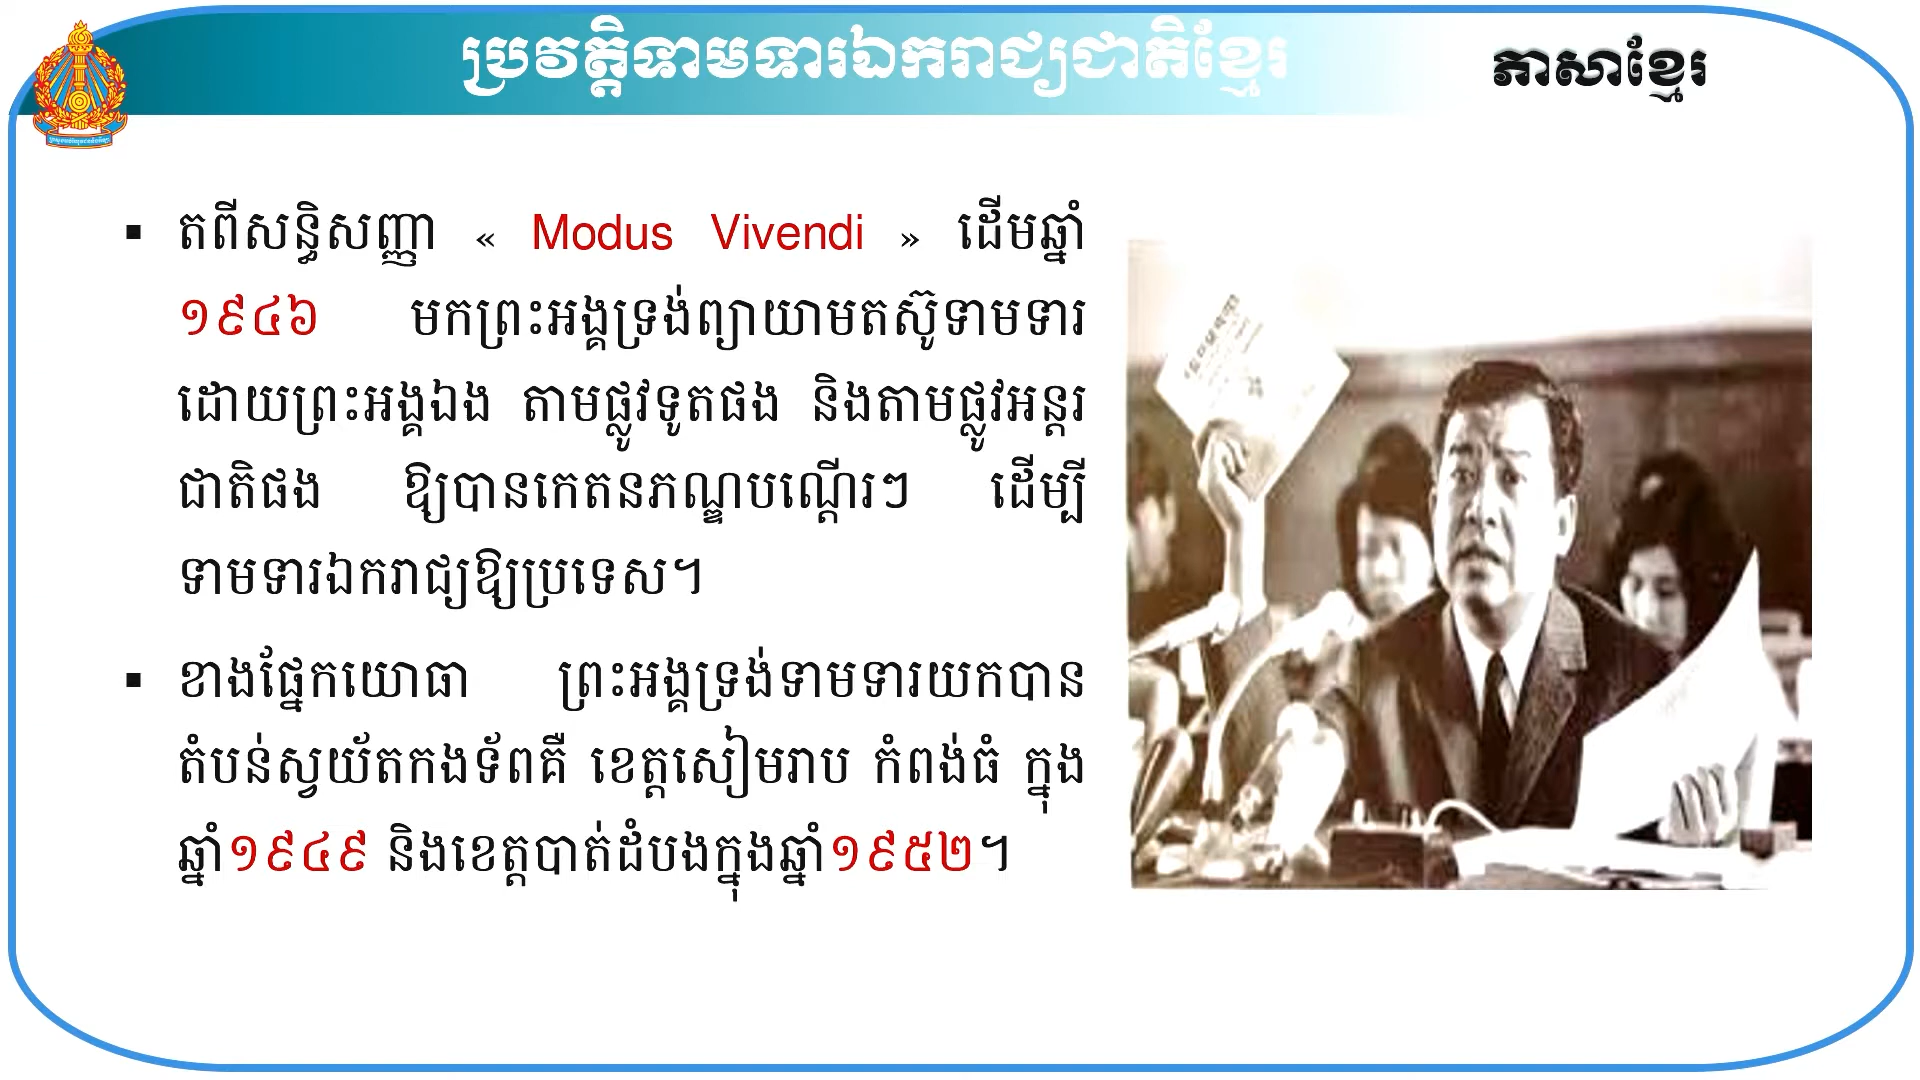 ប្រវត្តិទាមទារឯករាជ្យជាតិខ្មែរ
ភាសាខ្មែរ
▪ តពីសន្ធិសញ្ញា « Modus Vivendi » ដើមឆ្នាំ
១៩៤៦ មកព្រះអង្គទ្រង់ព្យាយាមតស៊ូទាមទារ
ដោយព្រះអង្គឯង តាមផ្លូវទូតផង និងតាមផ្លូវអន្តរ
ជាតិផង ឱ្យបានកេតនភណ្ឌបណ្ដើរៗ ដើម្បី
ទាមទារឯករាជ្យឱ្យប្រទេស។
▪ ខាងផ្នែកយោធា ព្រះអង្គទ្រង់ទាមទារយកបាន
តំបន់ស្វយ័តកងទ័ពគឺ ខេត្តសៀមរាប កំពង់ធំ ក្នុង
ឆ្នាំ១៩៤៩ និងខេត្តបាត់ដំបងក្នុងឆ្នាំ១៩៥២។